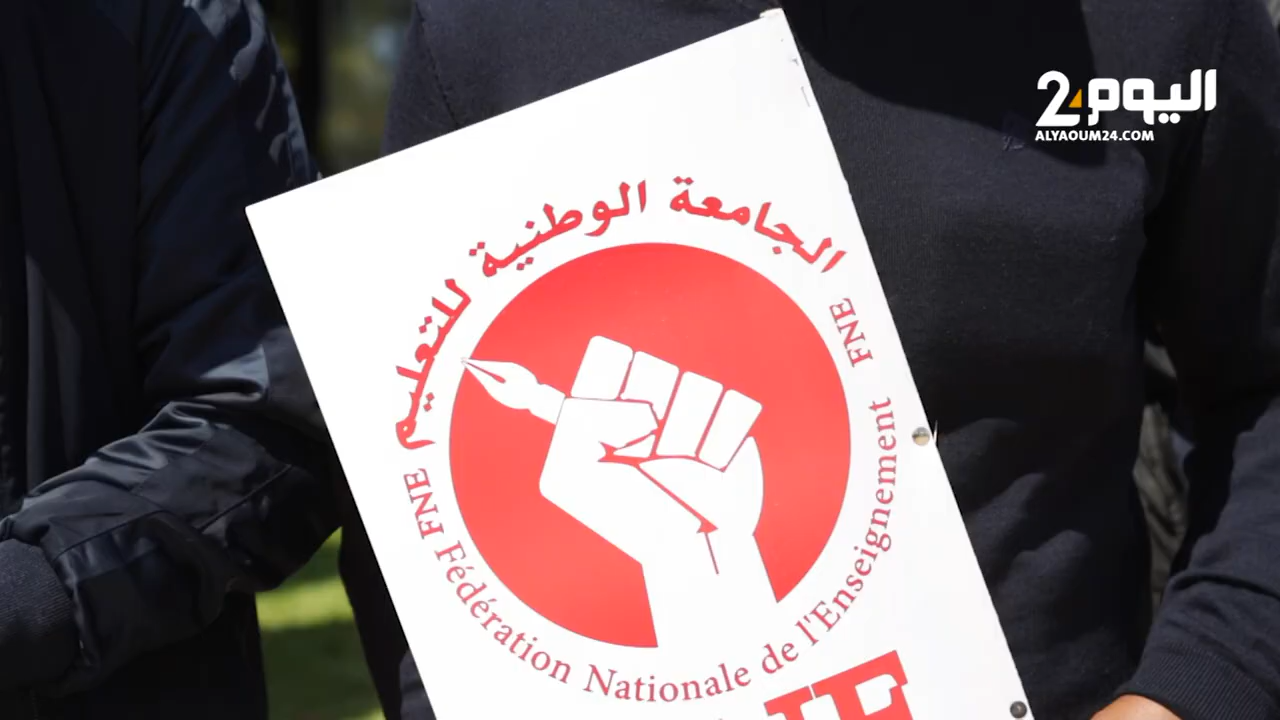 اليوم 24
ALYAOUM24.COM
الجامعة الوطنية للتعليم
FNE Fédération Nationale de l'Enseignement FNE